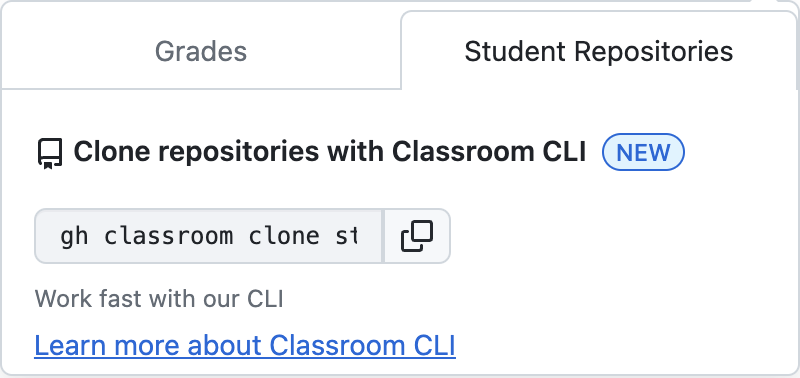 Grades
Student Repositories
Clone repositories with Classroom CLI NEW
gh classroom clone st
Work fast with our CLI
Learn more about Classroom CLI